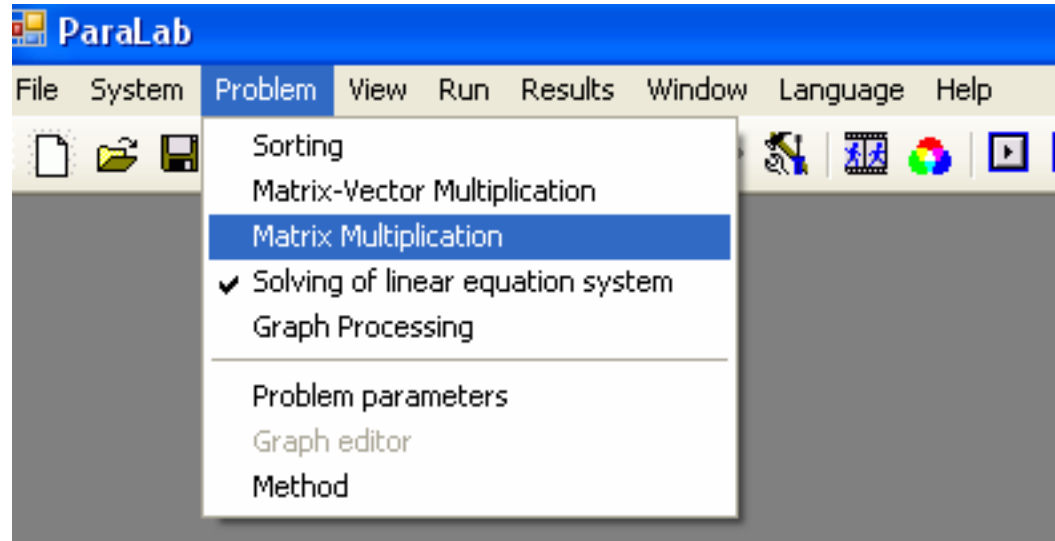 ParaLab
File System Problem View Run Results Window Language Help
Sorting
Matrix-Vector Multiplication
Matrix Multiplication
Solving of linear equation system
Graph Processing
Problem parameters
Graph editor
Method